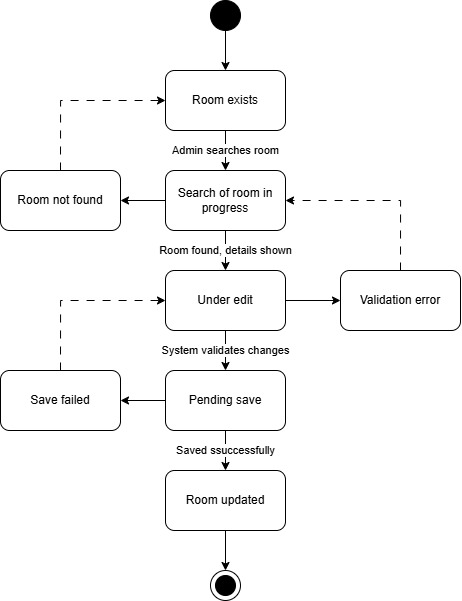 Room exists
Admin searches room
Room not found
Search of room in
progress
Room found, details shown
Under edit
Validation error
System validates changes
Save failed
Pending save
Saved ssuccessfully
Room updated